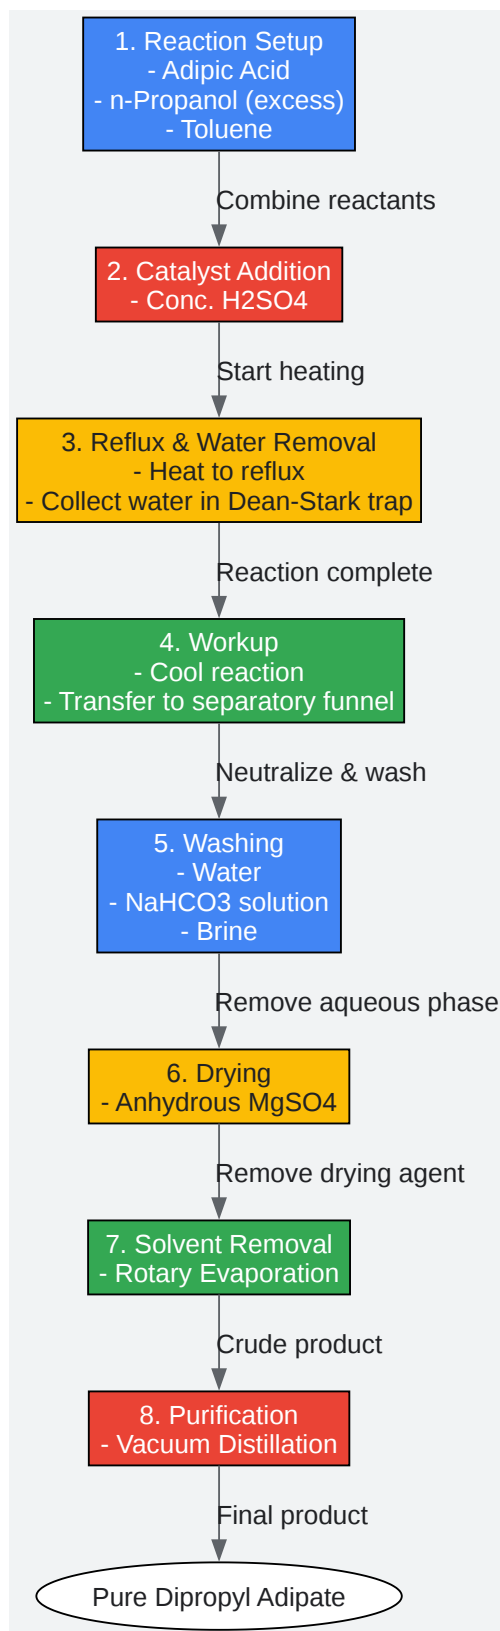 1. Reaction Setup
- Adipic Acid
- n-Propanol (excess)
- Toluene
Combine reactants
2. Catalyst Addition
- Conc. H2SO4
Start heating
3. Reflux & Water Removal
- Heat to reflux
- Collect water in Dean-Stark trap
Reaction complete
4. Workup
- Cool reaction
- Transfer to separatory funnel
Neutralize & wash
5. Washing
- Water
- NaHCO3 solution
- Brine
Remove aqueous phase
6. Drying
- Anhydrous MgSO4
Remove drying agent
7. Solvent Removal
- Rotary Evaporation
Crude product
8. Purification
- Vacuum Distillation
Final product
Pure Dipropyl Adipate